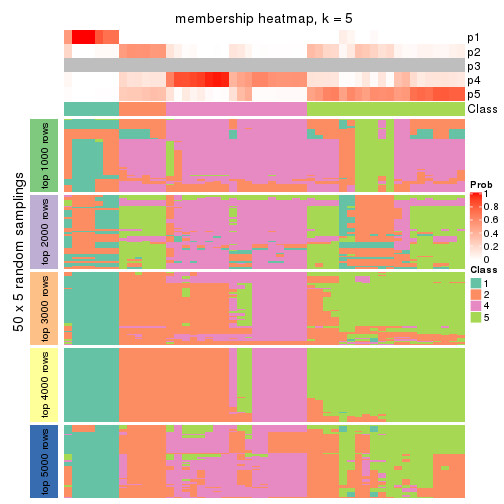 membership heatmap, k = 5
p1
p2
p3
p4
p5
Class
50 x 5 random samplings
top 1000 rows
top 2000 rows
top 3000 rows
top 4000 rows
top 5000 rows
Prob
1
0.8
0.6
0.4
0.2
0
Class
1
2
4
5